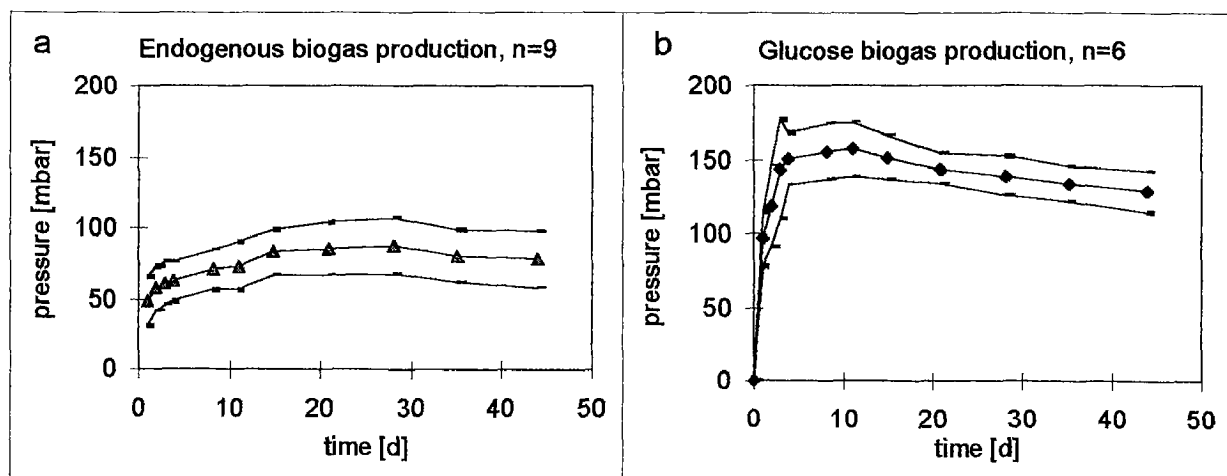 a
Endogenous biogas production, n=9
200
150
100
50
0
pressure [mbar]
0 10 20 30 40 50
time [d]
b
Glucose biogas production, n=6
200
150
100
50
0
pressure [mbar]
0 10 20 30 40 50
time [d]